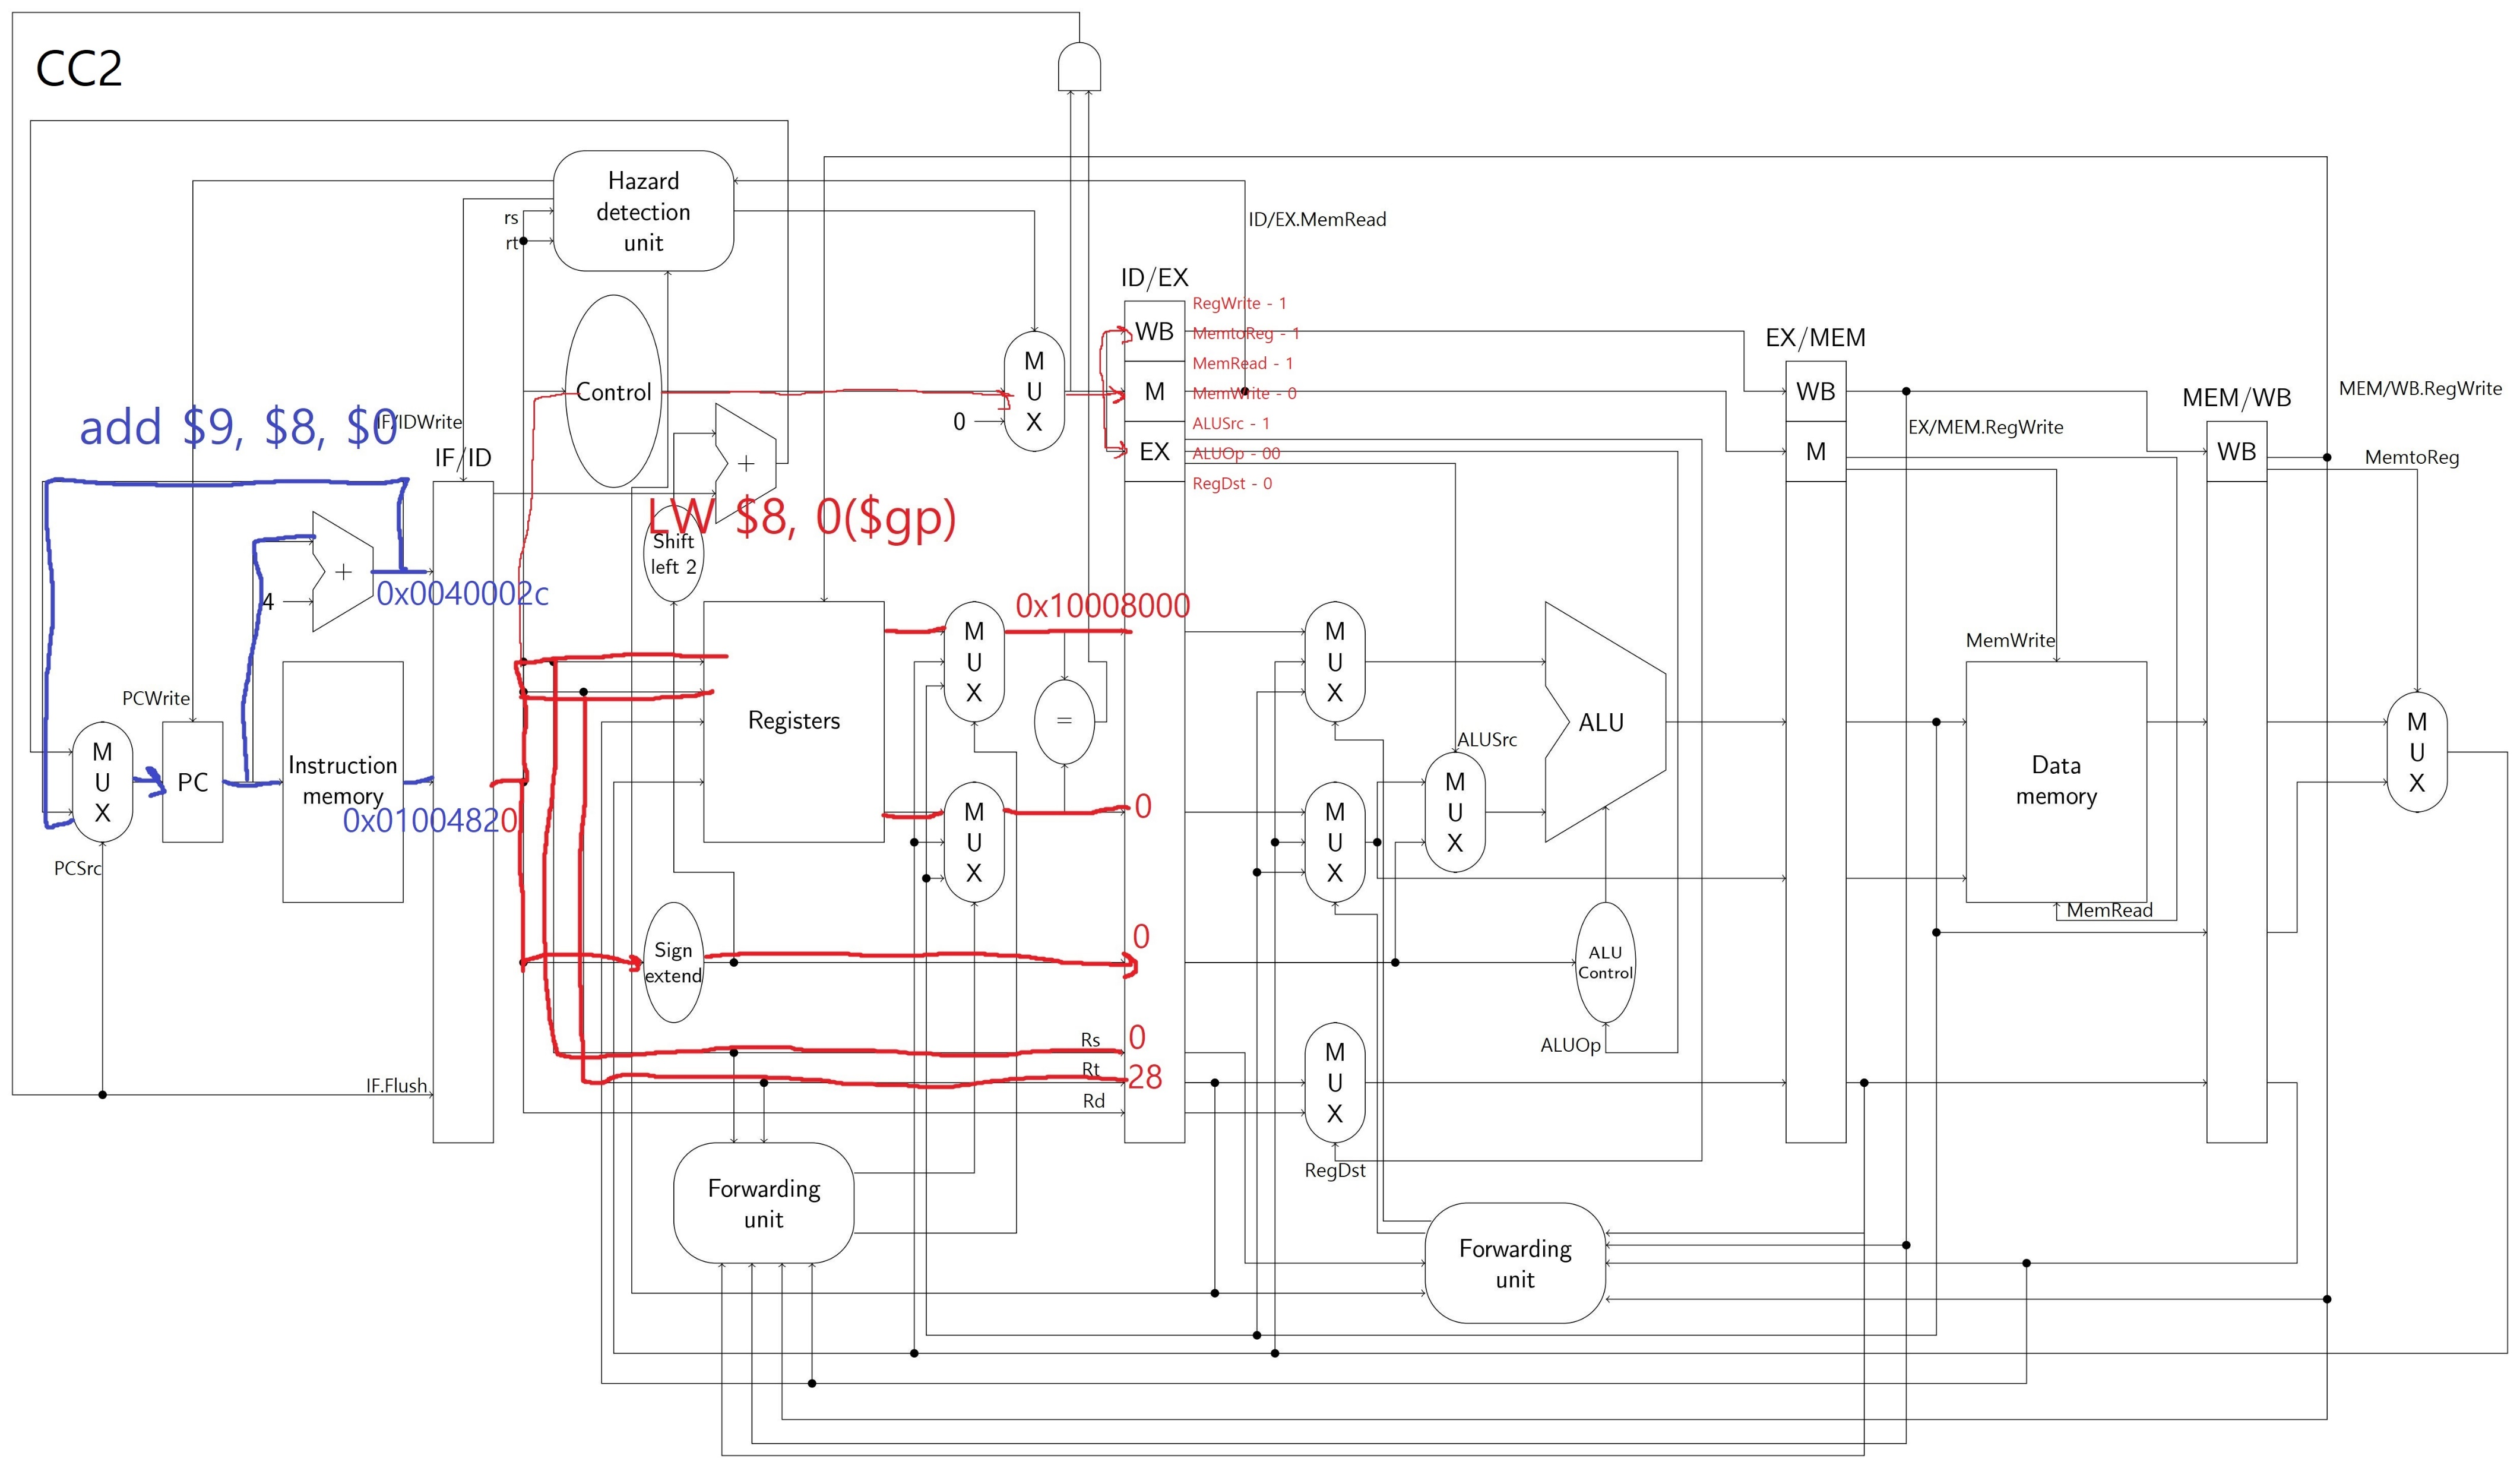 CC2
Hazard
detection
unit
rs
rt
ID/EX.MemRead
ID/EX
RegWrite - 1
WB
MemtoReg - 1
MemRead - 1
M
MemWrite - 0
ALUSrc - 1
EX
ALUOp - 00
RegDst - 0
M
U
X
0
Control
EX/MEM
WB
M
EX/MEM.RegWrite
MEM/WB
WB
MEM/WB.RegWrite
MemtoReg
add $9, $8, $0
IF/IDWrite
IF/ID
+
LW $8, 0($gp)
Shift
left 2
+
4
0x0040002c
0x10008000
PCWrite
M
U
X
PC
PCSrc
Instruction
memory
0x01004820
Registers
M
U
X
=
M
U
X
0
M
U
X
M
U
X
ALUSrc
M
U
X
ALU
MemWrite
Data
memory
MemRead
M
U
X
Sign
extend
0
ALU
Control
ALUOp
Rs
0
Rt
28
Rd
M
U
X
RegDst
IF.Flush
Forwarding
unit
Forwarding
unit